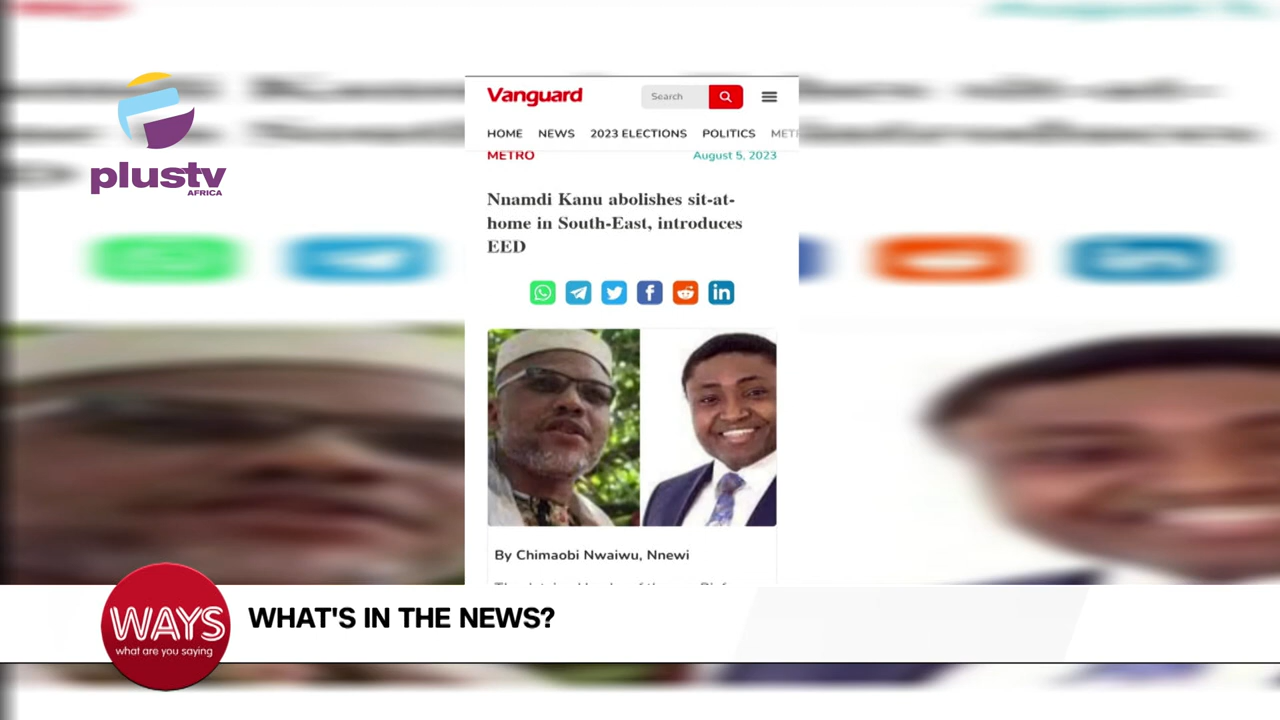 plustv
AFRICA
Vanguard
Search
HOME NEWS 2023 ELECTIONS POLITICS
METRO August 5, 2023
Nnamdi Kanu abolishes sit-at-
home in South-East, introduces
EED
By Chimaobi Nwaiwu, Nnewi
WAYS
what are you saying
WHAT'S IN THE NEWS?